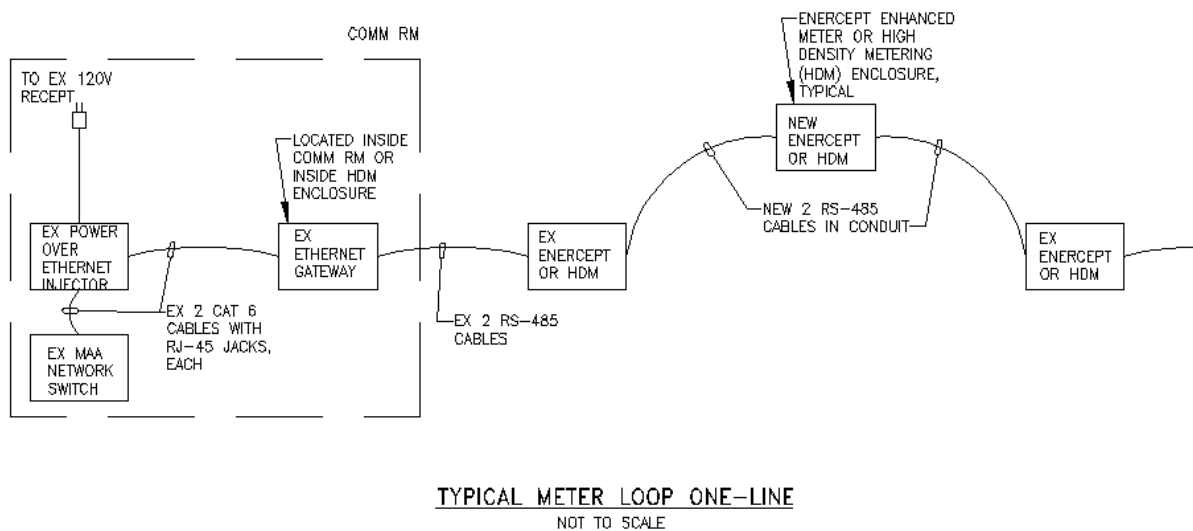 COMM RM
TO EX 120V
RECEPT
LOCATED INSIDE
COMM RM OR
INSIDE HDM
ENCLOSURE
EX POWER
OVER
ETHERNET
INJECTOR
EX
ETHERNET
GATEWAY
EX 2 CAT 6
CABLES WITH
RJ-45 JACKS,
EACH
EX MAA
NETWORK
SWITCH
EX 2 RS-485
CABLES
EX
ENERCEPT
OR HDM
ENERCEPT ENHANCED
METER OR HIGH
DENSITY METERING
(HDM) ENCLOSURE,
TYPICAL
NEW
ENERCEPT
OR HDM
NEW 2 RS-485
CABLES IN CONDUIT
EX
ENERCEPT
OR HDM
TYPICAL METER LOOP ONE-LINE
NOT TO SCALE